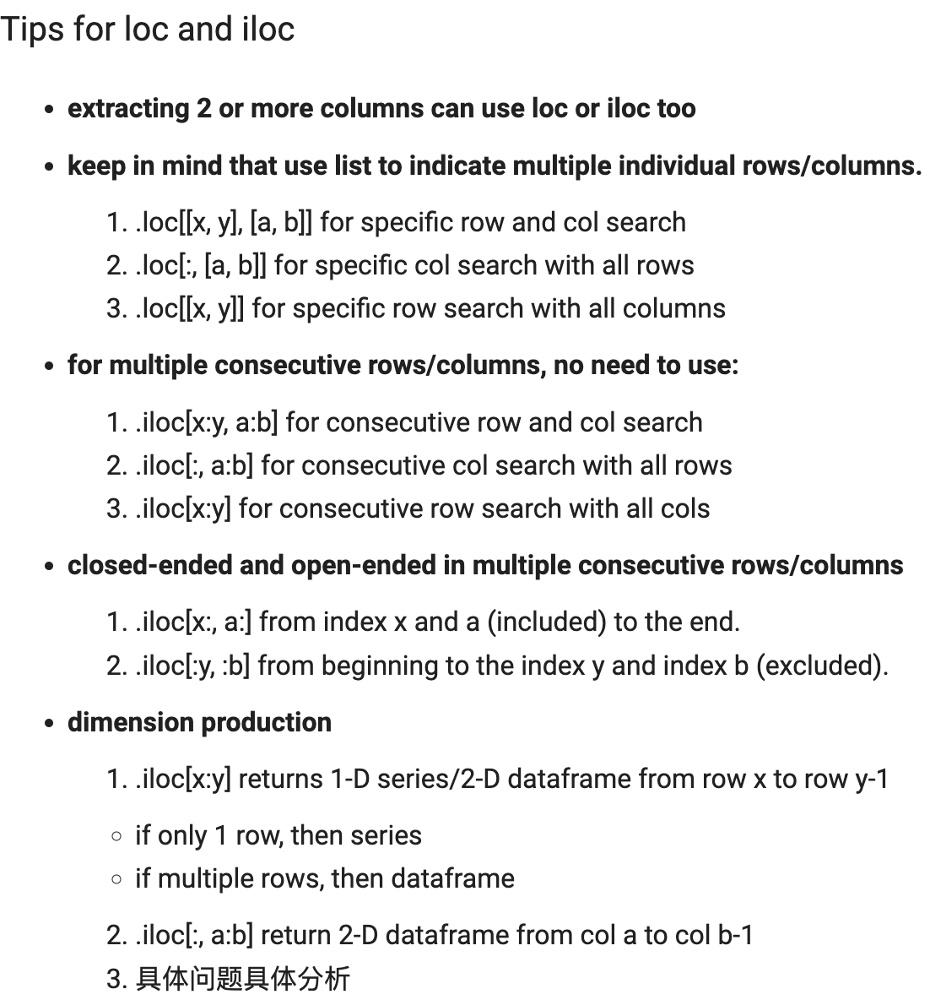 Tips for loc and iloc
• extracting 2 or more columns can use loc or iloc too
• keep in mind that use list to indicate multiple individual rows/columns.
1. .loc[[x, y], [a, b]] for specific row and col search
2. .loc[:, [a, b]] for specific col search with all rows
3. .loc[[x, y]] for specific row search with all columns
• for multiple consecutive rows/columns, no need to use:
1. .iloc[x:y, a:b] for consecutive row and col search
2. .iloc[:, a:b] for consecutive col search with all rows
3. .iloc[x:y] for consecutive row search with all cols
• closed-ended and open-ended in multiple consecutive rows/columns
1. .iloc[x:, a:] from index x and a (included) to the end.
2. .iloc[:y, :b] from beginning to the index y and index b (excluded).
• dimension production
1. .iloc[x:y] returns 1-D series/2-D dataframe from row x to row y-1
◦ if only 1 row, then series
◦ if multiple rows, then dataframe
2. .iloc[:, a:b] return 2-D dataframe from col a to col b-1
3. 具体问题具体分析